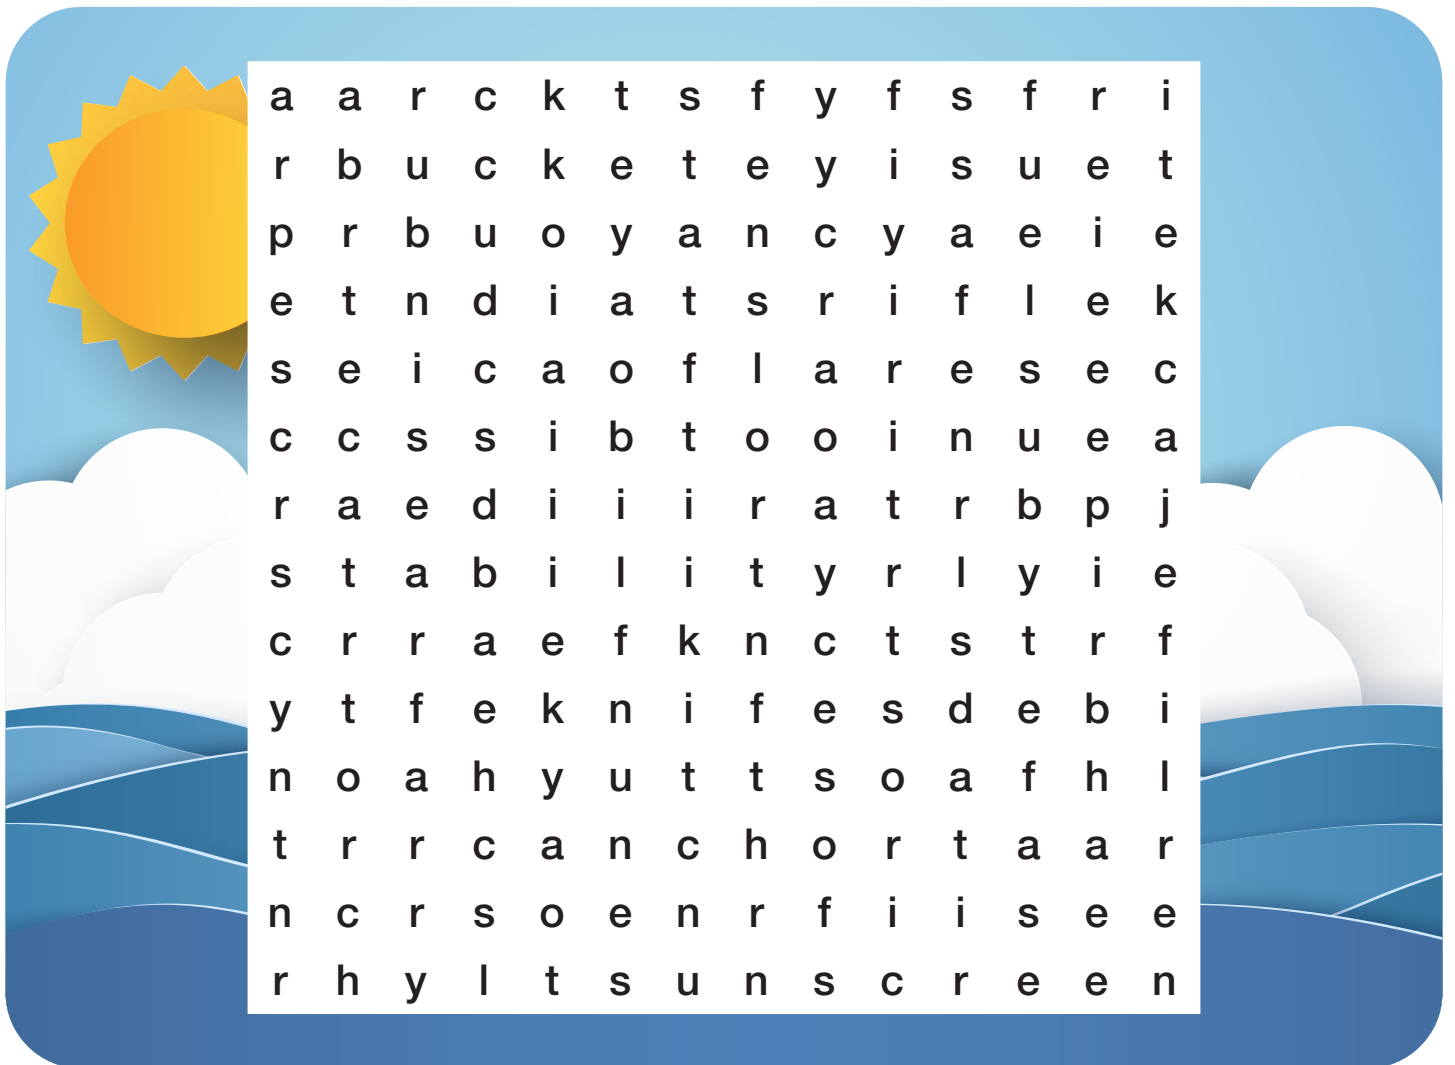 a a r c k t s f y f s f r i
r b u c k e t e y i s u e t
p r b u o y a n c y a e i e
e t n d i a t s r i f l e k
s e i c a o f l a r e s e c
c c s s i b t o o i n u e a
r a e d i i i r a t r b p j
s t a b i l i t y r l y i e
c r r a e f k n c t s t r f
y t f e k n i f e s d e b i
n o a h y u t t s o a f h l
t r r c a n c h o r t a a r
n c r s o e n r f i i s e e
r h y l t s u n s c r e e n